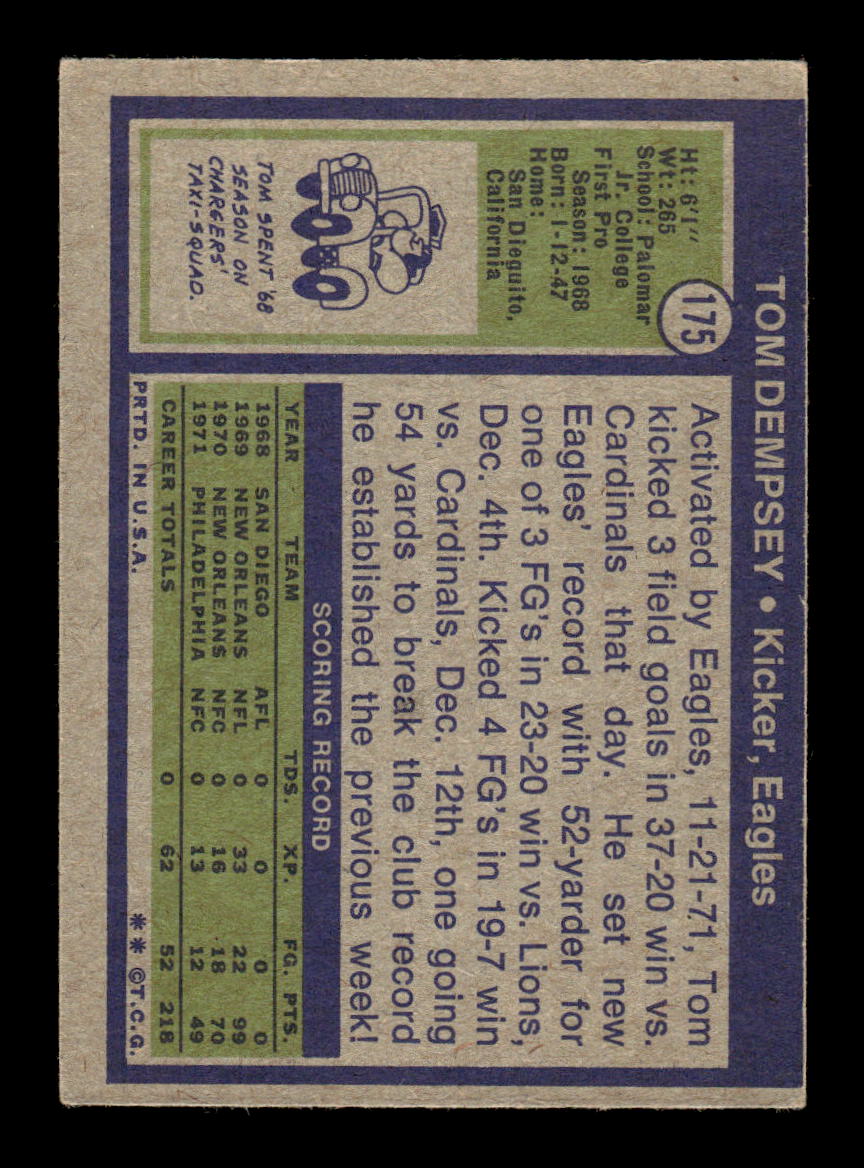 TOM DEMPSEY • Kicker, Eagles
175
Ht: 6'1"
Wt: 265
School: Palomar
Jr. College
First Pro
Season: 1968
Born: 1-12-47
Home:
San Dieguito,
California
TOM SPENT '68
SEASON ON
CHARGERS'
TAXI-SQUAD.
Activated by Eagles, 11-21-71, Tom
kicked 3 field goals in 37-20 win vs.
Cardinals that day. He set new
Eagles' record with 52-yarder for
one of 3 FG's in 23-20 win vs. Lions,
Dec. 4th. Kicked 4 FG's in 19-7 win
vs. Cardinals, Dec. 12th, one going
54 yards to break the club record
he established the previous week!
SCORING RECORD
YEAR TEAM TDS. XP. FG. PTS.
1968 SAN DIEGO AFL 0 0 0 0
1969 NEW ORLEANS NFL 0 33 22 99
1970 NEW ORLEANS NFC 0 16 18 70
1971 PHILADELPHIA NFC 0 13 12 49
CAREER TOTALS 0 62 52 218
PRTD. IN U.S.A. ** ©T.C.G.